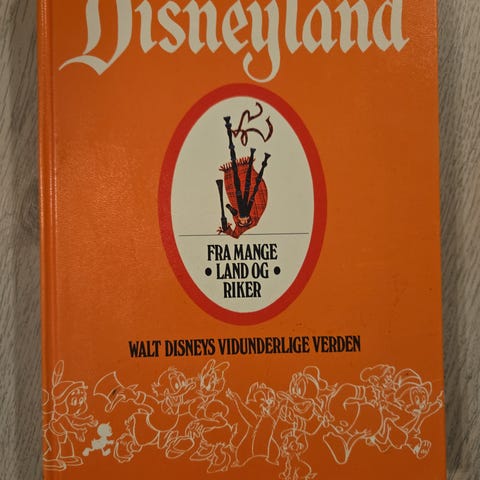 Disneyland
FRA MANGE
• LAND OG •
RIKER
WALT DISNEYS VIDUNDERLIGE VERDEN